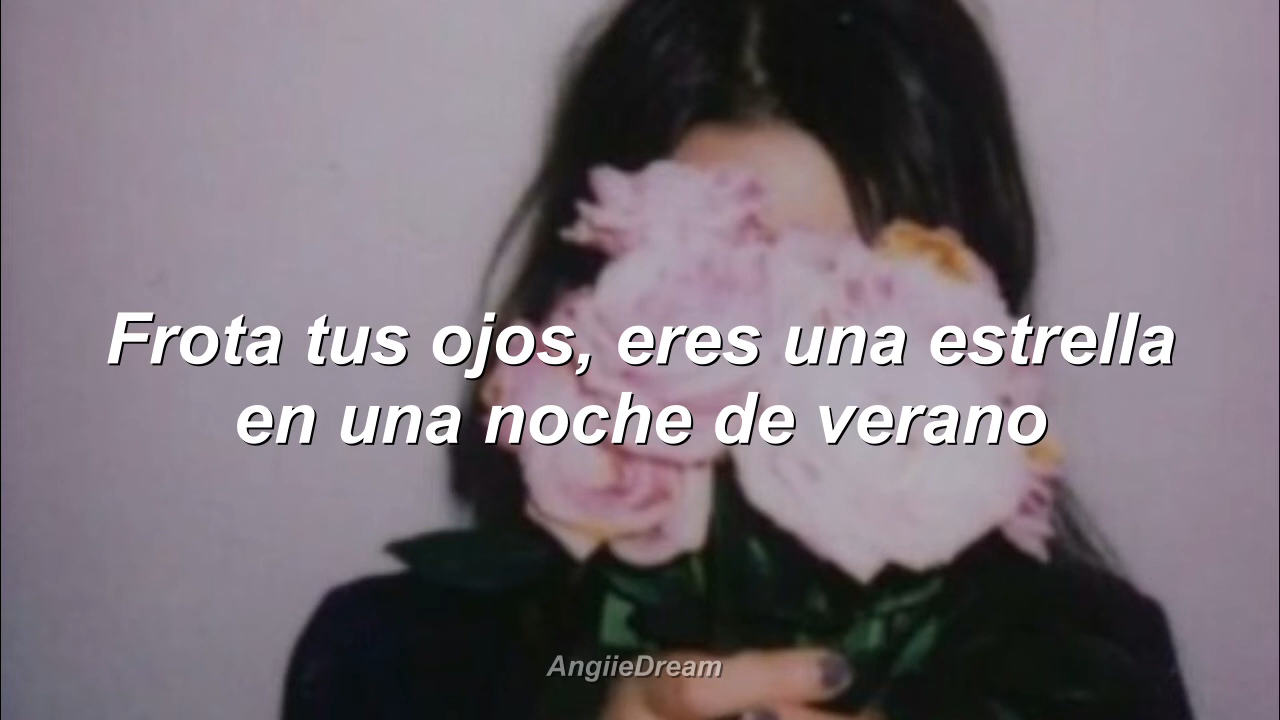 Frota tus ojos, eres una estrella
en una noche de verano
AngiieDream